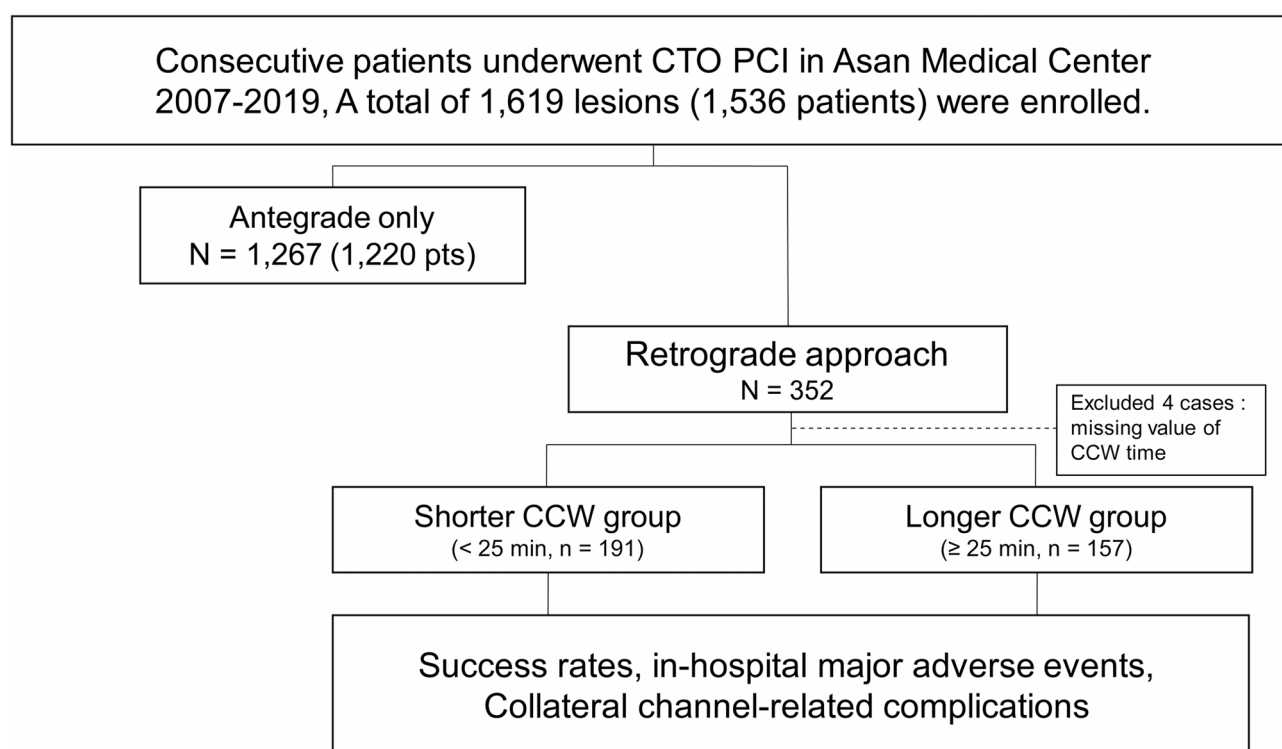 Consecutive patients underwent CTO PCI in Asan Medical Center
2007-2019, A total of 1,619 lesions (1,536 patients) were enrolled.
Antegrade only
N = 1,267 (1,220 pts)
Retrograde approach
N = 352
Excluded 4 cases :
missing value of
CCW time
Shorter CCW group
(< 25 min, n = 191)
Longer CCW group
(≥ 25 min, n = 157)
Success rates, in-hospital major adverse events,
Collateral channel-related complications